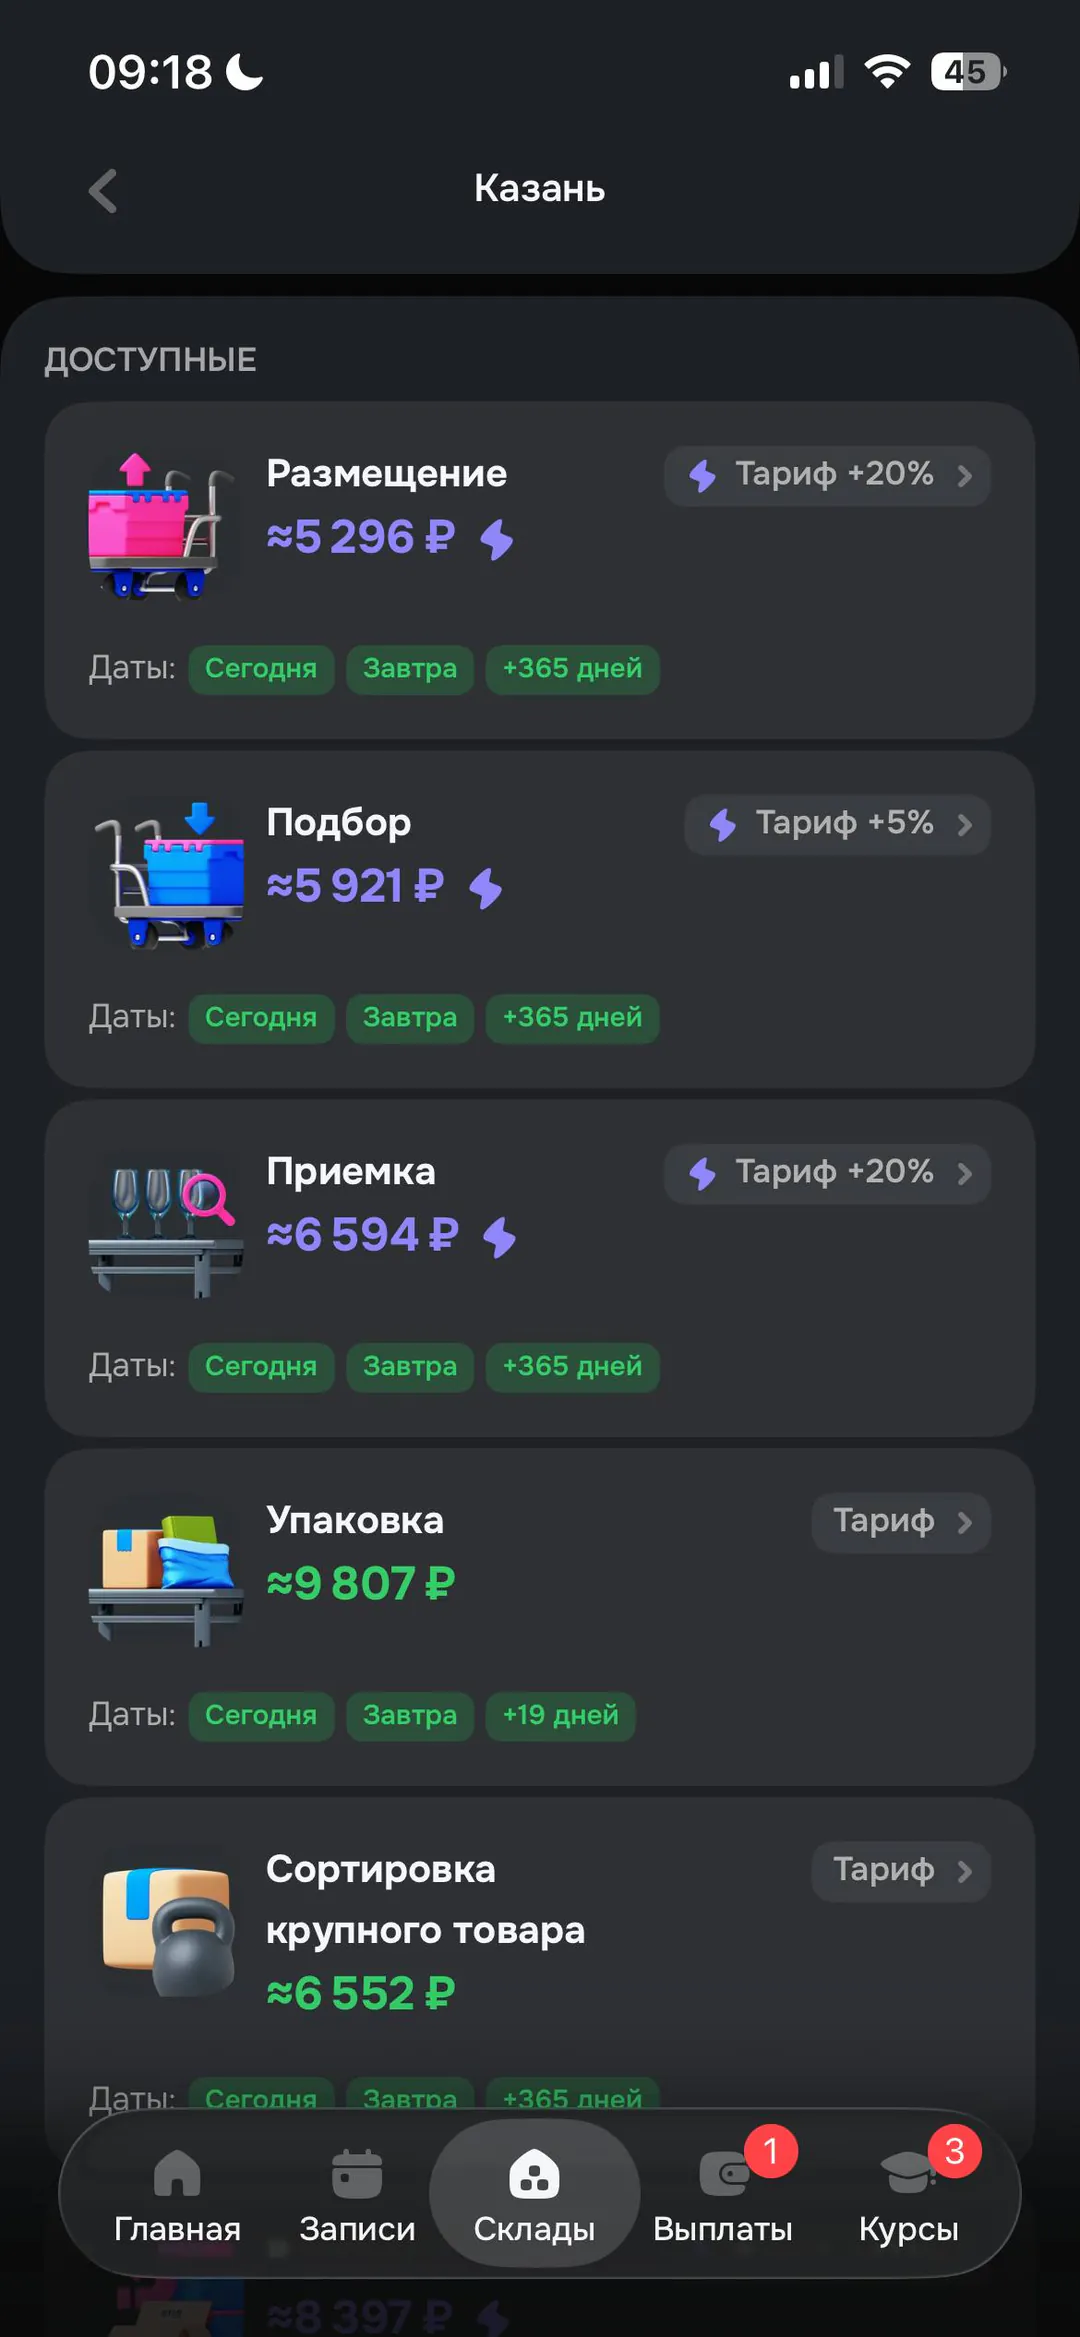 09:18
45
Казань
ДОСТУПНЫЕ
Размещение
Тариф +20%
≈5 296 ₽
Даты: Сегодня Завтра +365 дней
Подбор
Тариф +5%
≈5 921 ₽
Даты: Сегодня Завтра +365 дней
Приемка
Тариф +20%
≈6 594 ₽
Даты: Сегодня Завтра +365 дней
Упаковка
Тариф
≈9 807 ₽
Даты: Сегодня Завтра +19 дней
Сортировка
крупного товара
Тариф
≈6 552 ₽
Даты: Сегодня Завтра +365 дней
1
3
Главная Записи Склады Выплаты Курсы
≈8 397 ₽